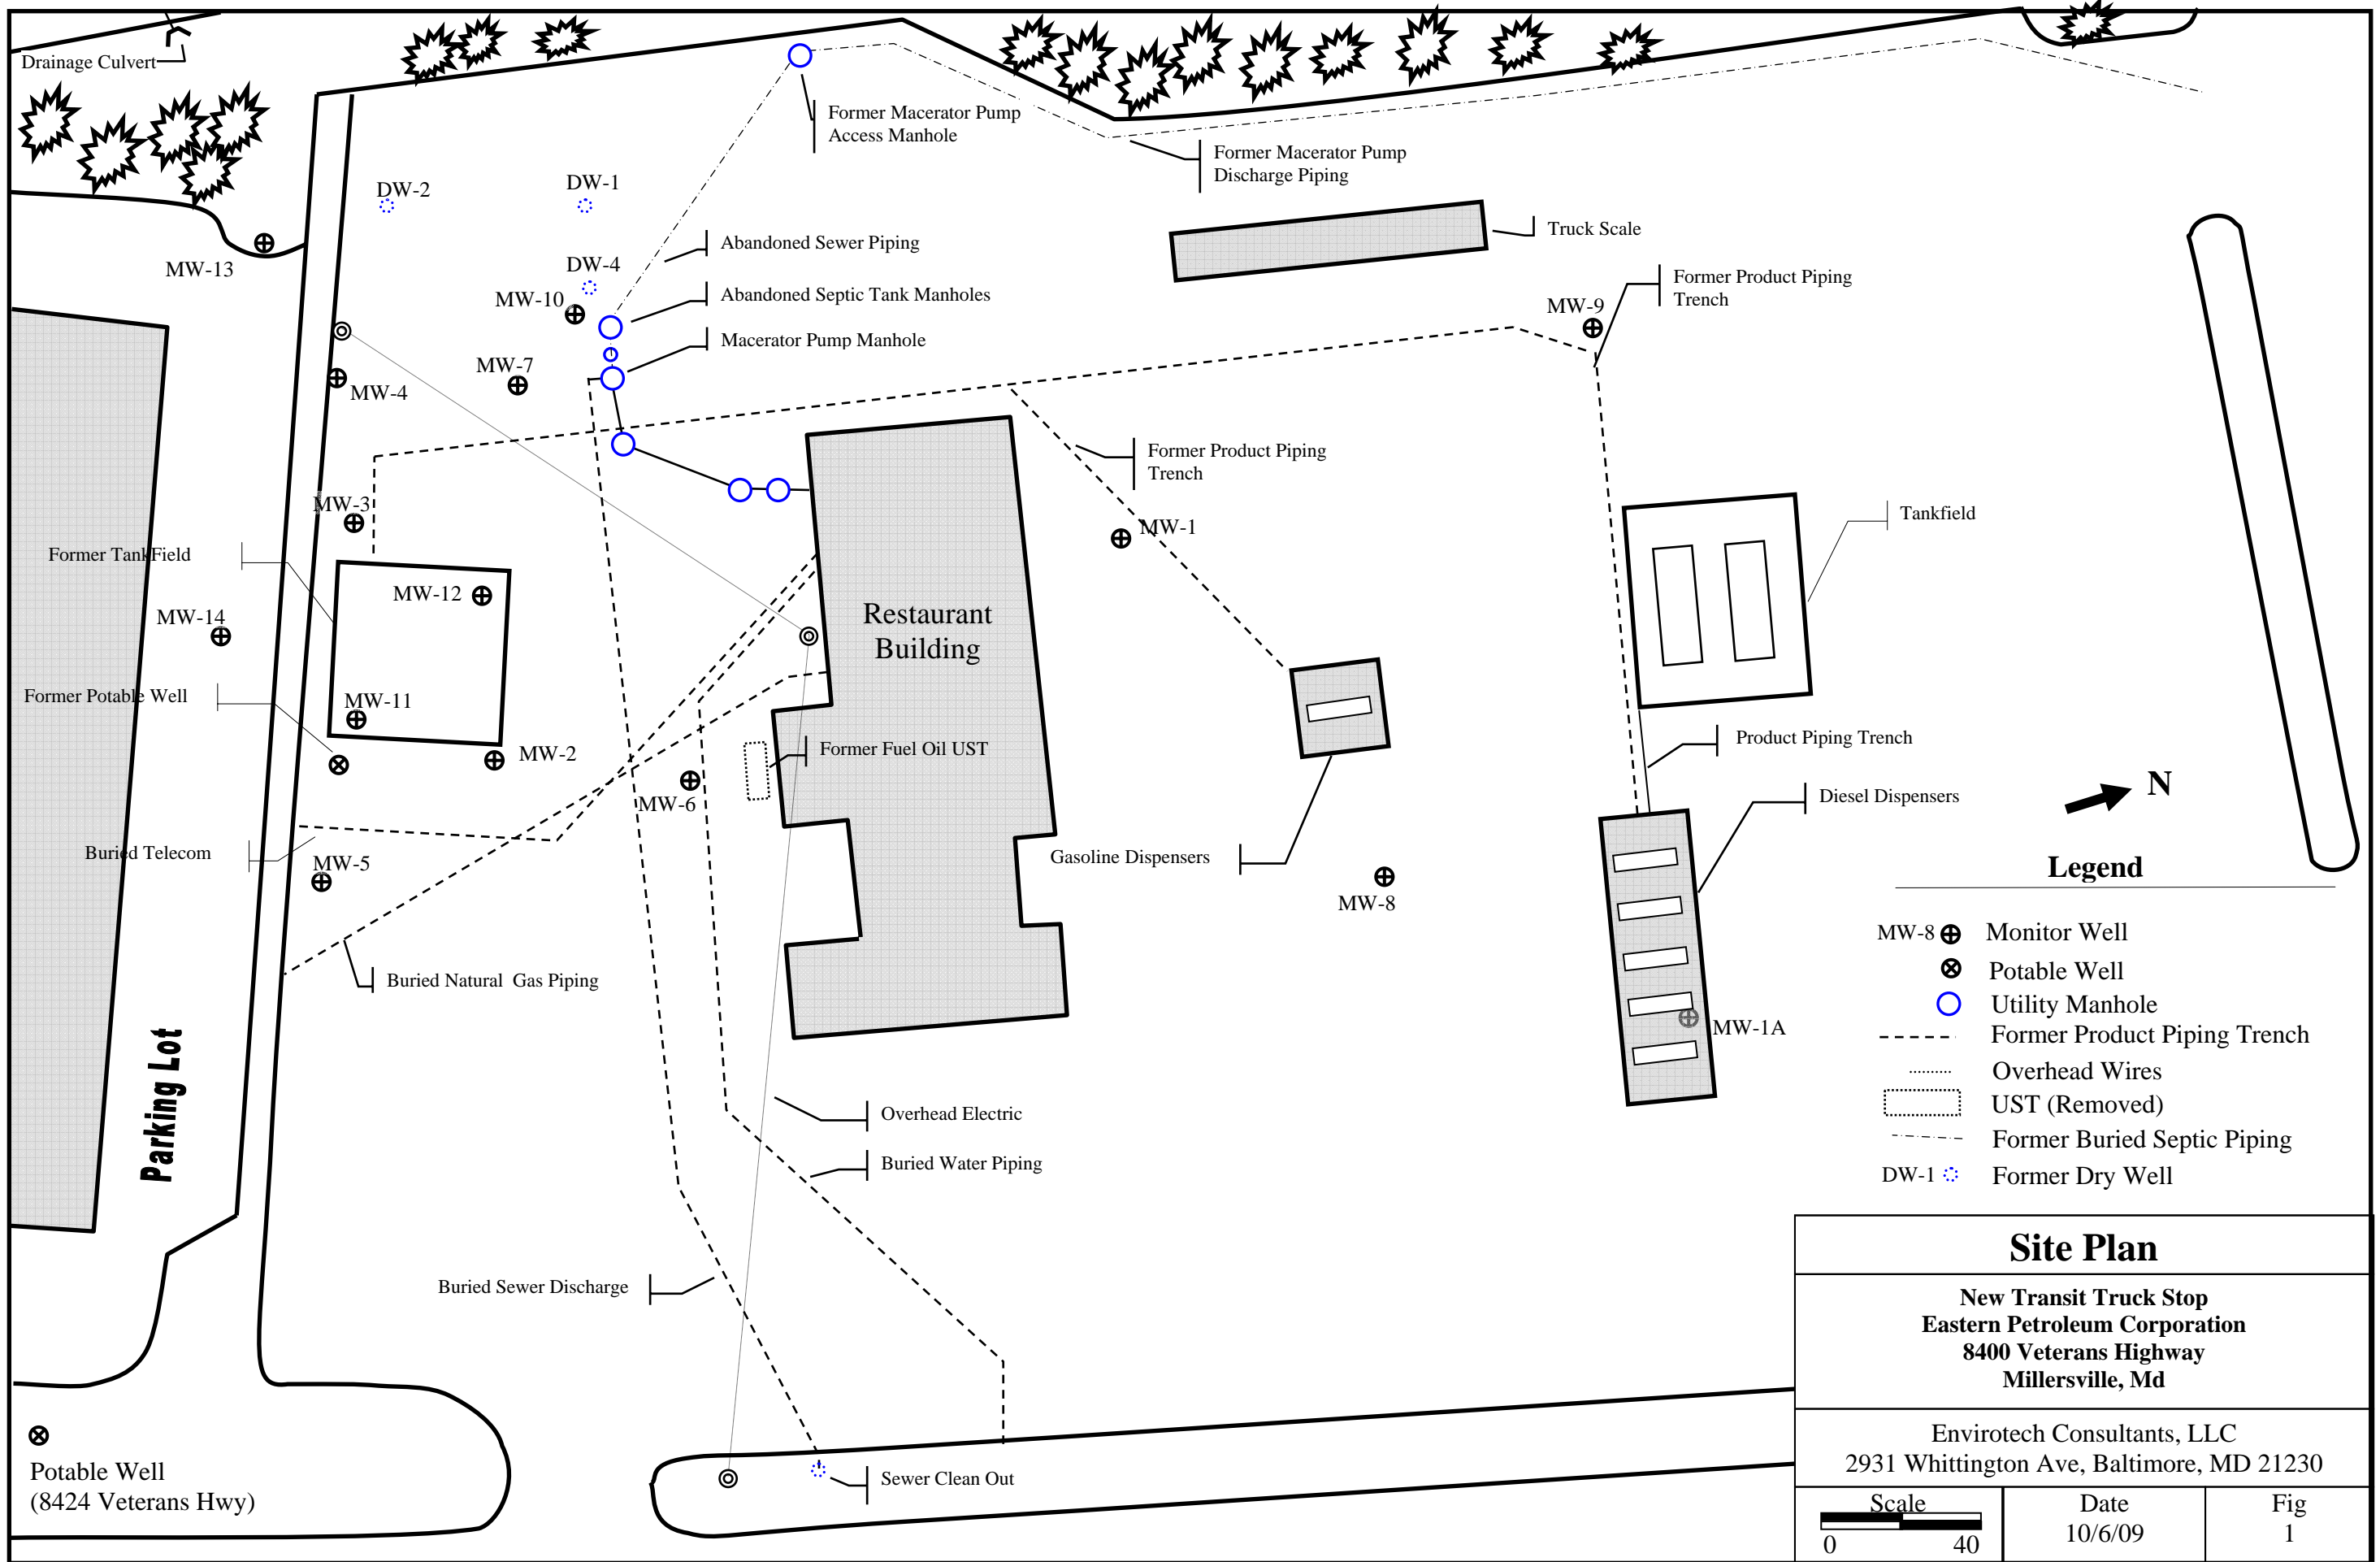 Drainage Culvert
Former Macerator Pump
Access Manhole
Former Macerator Pump
Discharge Piping
DW-2
DW-1
Truck Scale
Abandoned Sewer Piping
MW-13
DW-4
Former Product Piping
Trench
Abandoned Septic Tank Manholes
MW-10
MW-9
Macerator Pump Manhole
MW-7
MW-4
Former Product Piping
Trench
MW-3
MW-1
Tankfield
Former TankField
MW-12
MW-14
Restaurant
Building
Former Potable Well
MW-11
MW-2
Former Fuel Oil UST
Product Piping Trench
N
MW-6
Diesel Dispensers
Buried Telecom
MW-5
Gasoline Dispensers
MW-8
Buried Natural Gas Piping
MW-1A
Parking Lot
Overhead Electric
Buried Water Piping
Buried Sewer Discharge
Sewer Clean Out
Potable Well
(8424 Veterans Hwy)
Legend
MW-8 Monitor Well
Potable Well
Utility Manhole
Former Product Piping Trench
Overhead Wires
UST (Removed)
Former Buried Septic Piping
DW-1 Former Dry Well
Site Plan
New Transit Truck Stop
Eastern Petroleum Corporation
8400 Veterans Highway
Millersville, Md
Envirotech Consultants, LLC
2931 Whittington Ave, Baltimore, MD 21230
Scale
0 40
Date
10/6/09
Fig
1